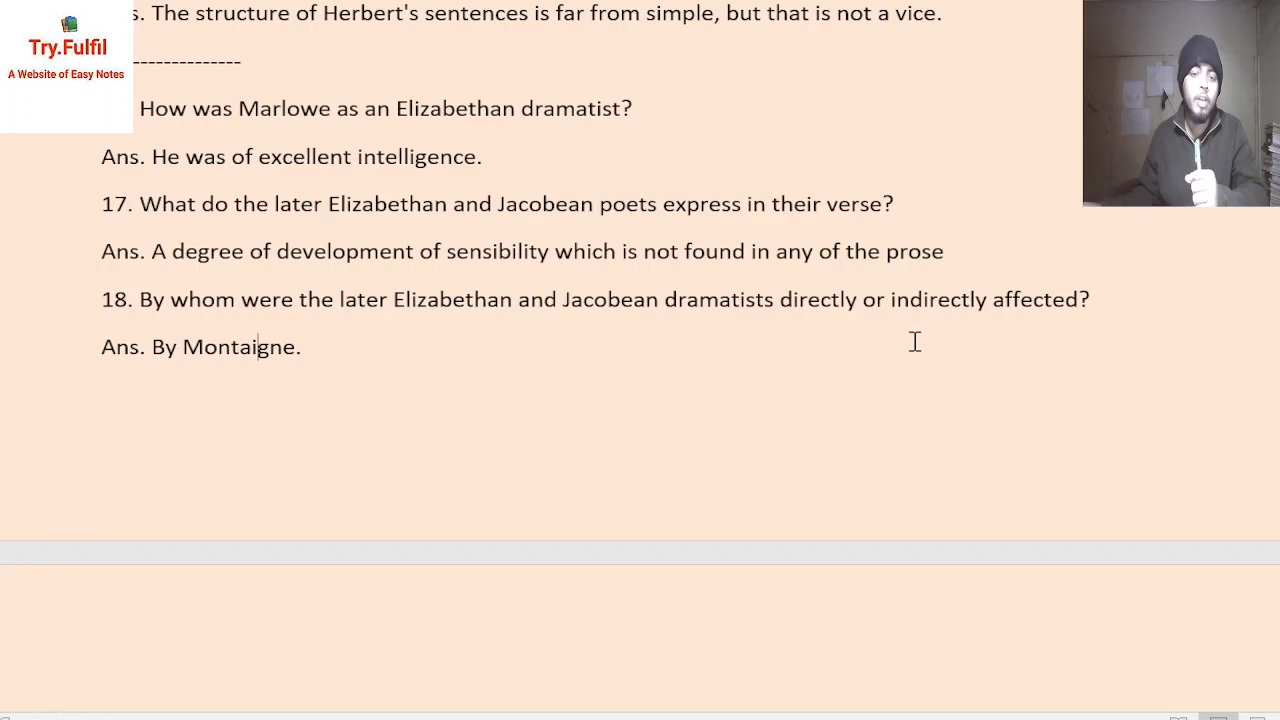 s. The structure of Herbert's sentences is far from simple, but that is not a vice.
Try.Fulfil
A Website of Easy Notes
--------------
How was Marlowe as an Elizabethan dramatist?
Ans. He was of excellent intelligence.
17. What do the later Elizabethan and Jacobean poets express in their verse?
Ans. A degree of development of sensibility which is not found in any of the prose
18. By whom were the later Elizabethan and Jacobean dramatists directly or indirectly affected?
Ans. By Montaigne.